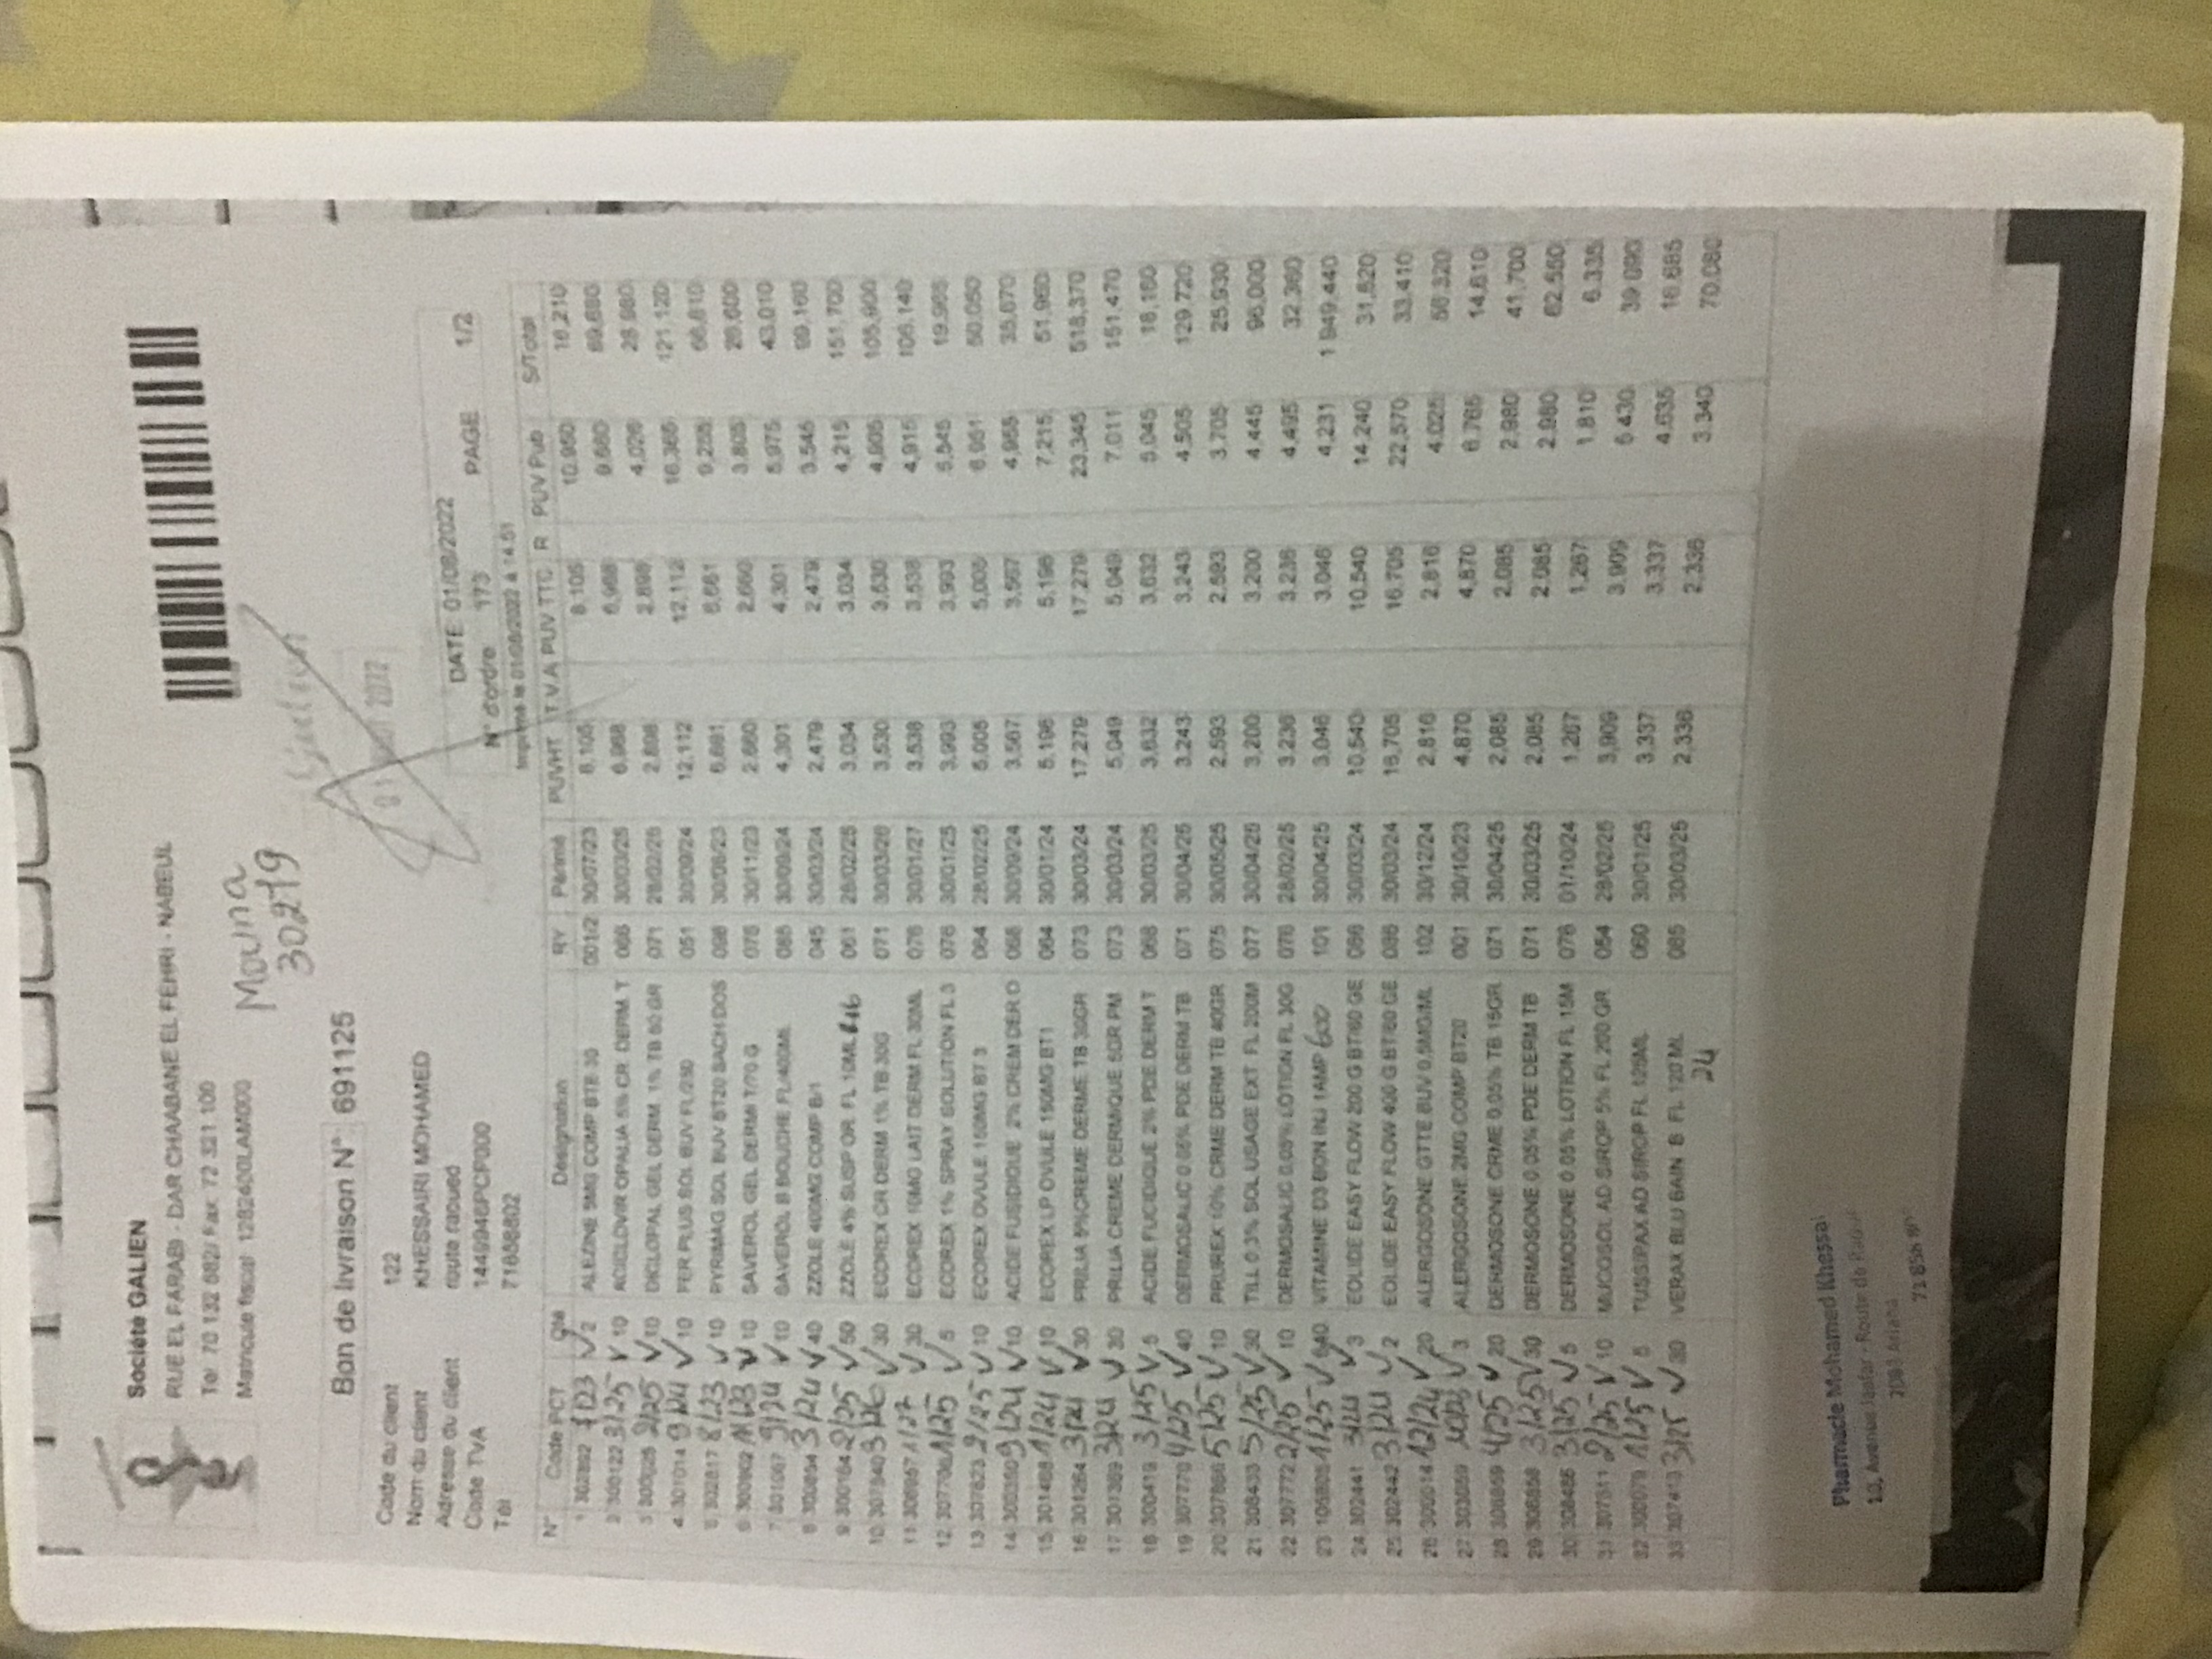 Société GALIEN
RUE EL FARABI - DAR CHAABANE EL FEHRI - NABEUL
Tel 70 132 682/ Fax 72 321 100
Matricule fiscal 1282400LAM000
Mouna
30279
Bon de livraison N° 691125
Code du client 122
Nom du client KHESSAIRI MOHAMED
Adresse du client route raoued
Code TVA 1449946PCP000
Tél 71858802
DATE 01/08/2022
N° d'ordre 173 PAGE 1/2
Imprimé le 01/08/2022 à 14:51
N° Code PCT Qté Désignation RY Périmé PUVHT T.V.A PUV TTC R PUV Pub S/Total
1 302892 2 ALEZINE 5MG COMP BTE 30 001/2 30/07/23 8,105 8,105 10,950 16,210
2 300122 3/25 10 ACICLOVIR OPALIA 5% CR. DERM. T 066 30/03/25 6,968 6,968 9,680 69,680
3 2/25 10 DICLOPAL GEL DERM. 1% TB 50 GR 071 28/02/25 2,898 2,898 4,026 28,980
4 301014 9/24 10 FER PLUS SOL BUV FL/250 051 30/09/24 12,112 12,112 16,365 121,120
5 302817 8/23 10 PYRIMAG SOL BUV BT20 SACH DOS 096 30/08/23 6,681 6,681 9,255 66,810
6 300902 11/23 10 SAVEROL GEL DERMI T/70 G 075 30/11/23 2,660 2,660 3,805 26,600
7 301067 9/24 10 SAVEROL B BOUCHE FL/400ML 085 30/09/24 4,301 4,301 5,975 43,010
8 300894 3/24 40 ZZOLE 400MG COMP B/1 045 30/03/24 2,479 2,479 3,545 99,160
9 300184 2/25 50 ZZOLE 4% SUSP OR. FL 10ML 061 28/02/25 3,034 3,034 4,215 151,700
10 307840 3/26 30 ECOREX CR DERM 1% TB 30G 071 30/03/26 3,530 3,530 4,905 105,900
11 306957 1/27 30 ECOREX 10MG LAIT DERM FL 30ML 076 30/01/27 3,538 3,538 4,915 106,140
12 307706 1/25 5 ECOREX 1% SPRAY SOLUTION FL 3 076 30/01/25 3,993 3,993 5,545 19,965
13 307823 2/25 10 ECOREX OVULE 150MG BT 3 064 28/02/25 5,005 5,005 6,951 50,050
14 9/24 10 ACIDE FUSIDIQUE 2% CREM DER O 068 30/09/24 3,567 3,567 4,955 35,670
15 301488 1/24 10 ECOREX LP OVULE 150MG BT1 064 30/01/24 5,196 5,196 7,215 51,960
16 301264 3/24 30 PRILIA 5%CREME DERME TB 30GR 073 30/03/24 17,279 17,279 23,345 518,370
17 301389 3/24 30 PRILIA CREME DERMIQUE 5GR PM 073 30/03/24 5,049 5,049 7,011 151,470
18 300419 3/25 5 ACIDE FUCIDIQUE 2% PDE DERM T 068 30/03/25 3,632 3,632 5,045 18,160
19 307770 4/25 40 DERMOSALIC 0.05% PDE DERM TB 071 30/04/25 3,243 3,243 4,505 129,720
20 307866 5/25 10 PRUREX 10% CRME DERM TB 40GR 075 30/05/25 2,593 2,593 3,705 25,930
21 308433 5/25 30 TILL 0,3% SOL.USAGE EXT. FL 200M 077 30/04/25 3,200 3,200 4,445 96,000
22 307772 2/25 10 DERMOSALIC 0.05% LOTION FL 30G 076 28/02/25 3,236 3,236 4,495 32,360
23 105805 1/25 640 VITAMINE D3 BON INJ 1AMP 600 101 30/04/25 3,046 3,046 4,231 1 949,440
24 302441 3/24 3 EOLIDE EASY FLOW 200 G BT/60 GE 086 30/03/24 10,540 10,540 14,240 31,620
25 302442 3/24 2 EOLIDE EASY FLOW 400 G BT/60 GE 086 30/03/24 16,705 16,705 22,570 33,410
26 300014 12/24 20 ALERGOSONE GTTE BUV 0,5MG/ML 102 30/12/24 2,816 2,816 4,025 56,320
27 303059 10/23 3 ALERGOSONE 2MG COMP BT20 001 30/10/23 4,870 4,870 6,765 14,610
28 306859 4/25 20 DERMOSONE CRME 0.05% TB 15GR 071 30/04/25 2,085 2,085 2,980 41,700
29 306858 3/25 30 DERMOSONE 0.05% PDE DERM TB 071 30/03/25 2,085 2,085 2,980 62,550
30 308486 3/25 5 DERMOSONE 0,05% LOTION FL 15M 076 01/10/24 1,267 1,267 1,810 6,335
31 307811 2/25 10 MUCOSOL AD SIROP 5% FL 200 GR 054 28/02/25 3,909 3,909 5,430 39,090
32 300079 1/25 5 TUSSIPAX AD SIROP FL 125ML 060 30/01/25 3,337 3,337 4,635 16,685
33 307413 3/25 30 VERAX BLU BAIN B FL 120 ML 085 30/03/25 2,336 2,336 3,340 70,080
24
Pharmacie Mohamed Khessai
10, Avenue Jaafar - Route de Raou
2083 Ariana
71 858